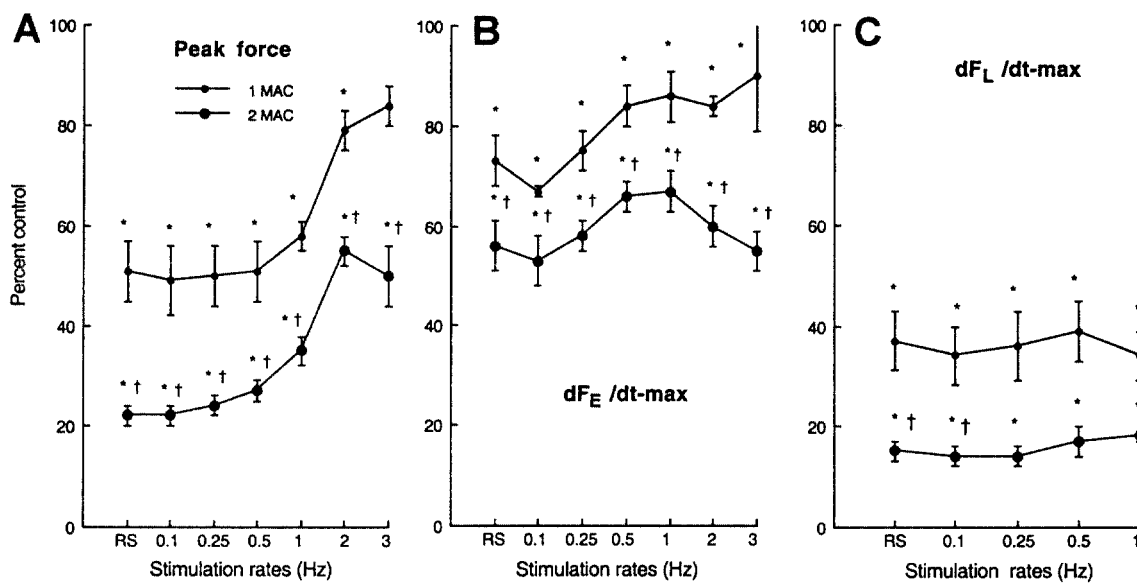 A
Peak force
1 MAC
2 MAC
Percent control
100
80
60
40
20
0
* * * * * *
*† *† *† *† *† *† *†
RS 0.1 0.25 0.5 1 2 3
Stimulation rates (Hz)
B
dFE /dt-max
100
80
60
40
20
0
* * * * * * *
*† *† *† *† *† *† *†
RS 0.1 0.25 0.5 1 2 3
Stimulation rates (Hz)
C
dFL /dt-max
100
80
60
40
20
0
* * * * *
*† *† * * *
RS 0.1 0.25 0.5 1
Stimulation rates (Hz)